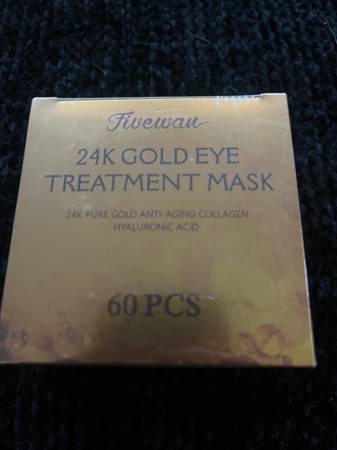 Fivewan
24K GOLD EYE
TREATMENT MASK
24K PURE GOLD ANTI-AGING COLLAGEN
HYALURONIC ACID
60 PCS